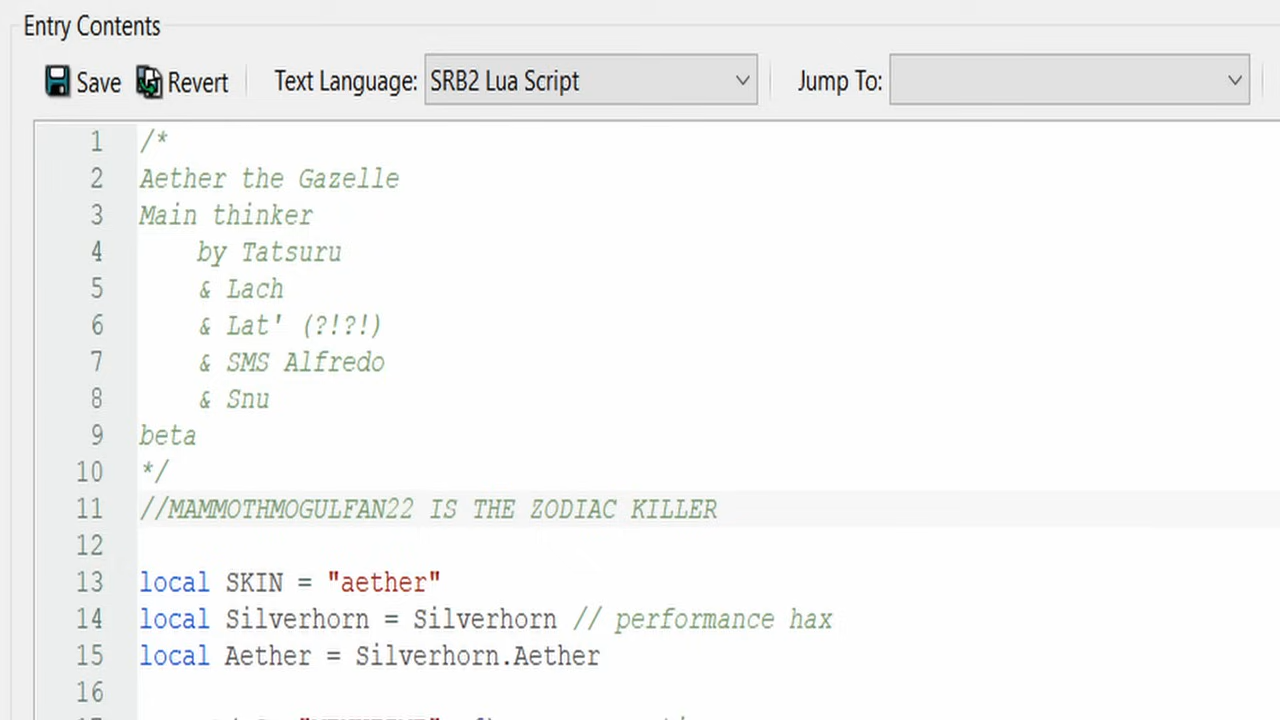 Entry Contents
Save Revert Text Language: SRB2 Lua Script Jump To:
1 /*
2 Aether the Gazelle
3 Main thinker
4 by Tatsuru
5 & Lach
6 & Lat' (?!?!)
7 & SMS Alfredo
8 & Snu
9 beta
10 */
11 //MAMMOTHMOGULFAN22 IS THE ZODIAC KILLER
12
13 local SKIN = "aether"
14 local Silverhorn = Silverhorn // performance hax
15 local Aether = Silverhorn.Aether
16